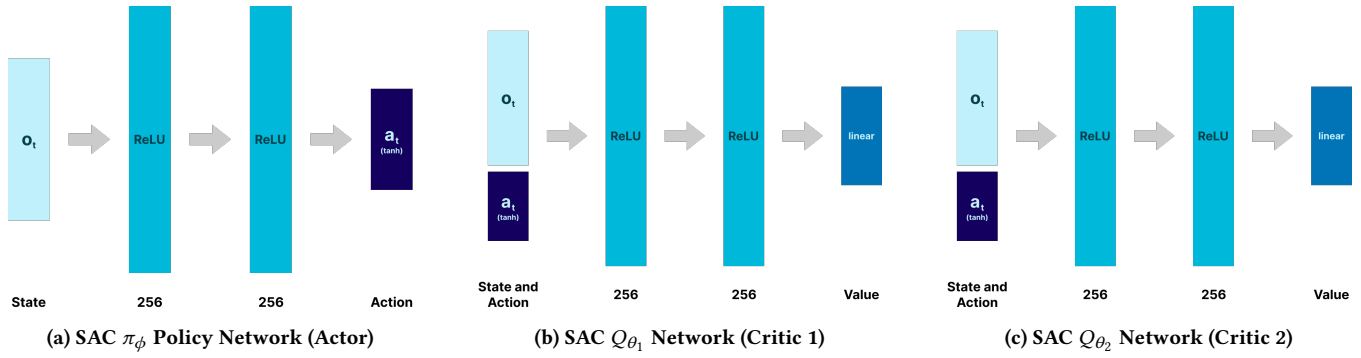 o_t
ReLU
ReLU
a_t
(tanh)
State
256
256
Action
(a) SAC π_ϕ Policy Network (Actor)
o_t
a_t
(tanh)
ReLU
ReLU
linear
State and
Action
256
256
Value
(b) SAC Q_θ₁ Network (Critic 1)
o_t
a_t
(tanh)
ReLU
ReLU
linear
State and
Action
256
256
Value
(c) SAC Q_θ₂ Network (Critic 2)